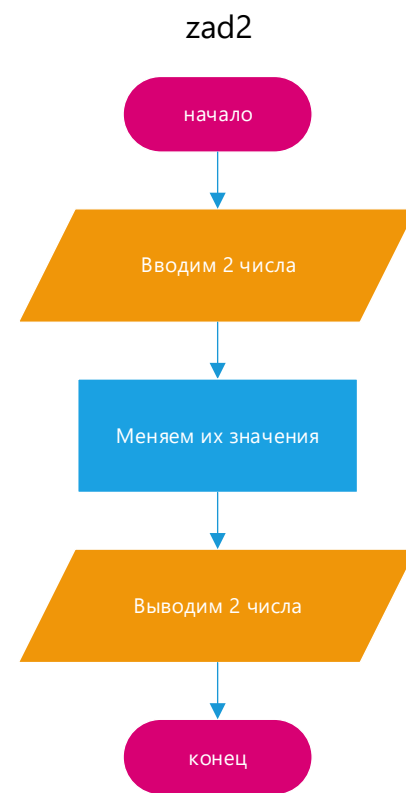 zad2
начало
Вводим 2 числа
Меняем их значения
Выводим 2 числа
конец